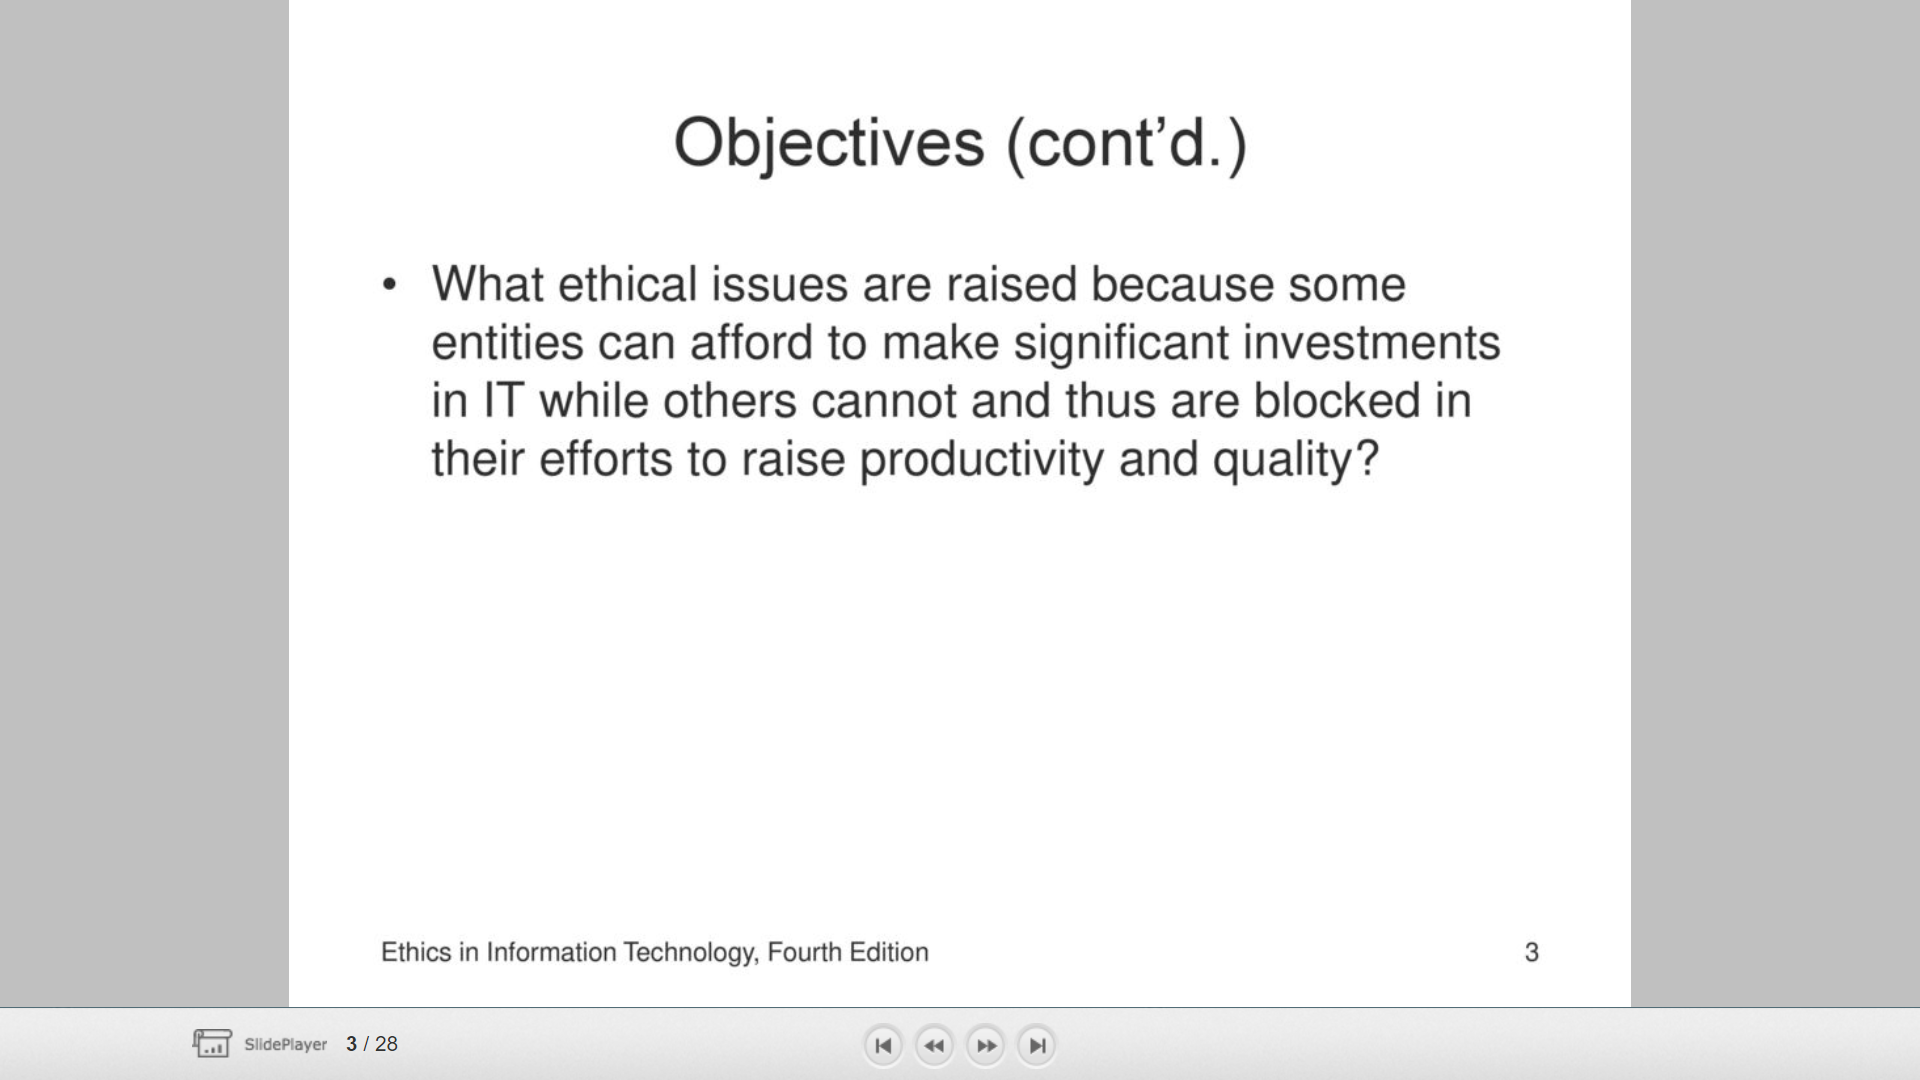 Objectives (cont’d.)
• What ethical issues are raised because some
entities can afford to make significant investments
in IT while others cannot and thus are blocked in
their efforts to raise productivity and quality?
Ethics in Information Technology, Fourth Edition
3
SlidePlayer
3 / 28